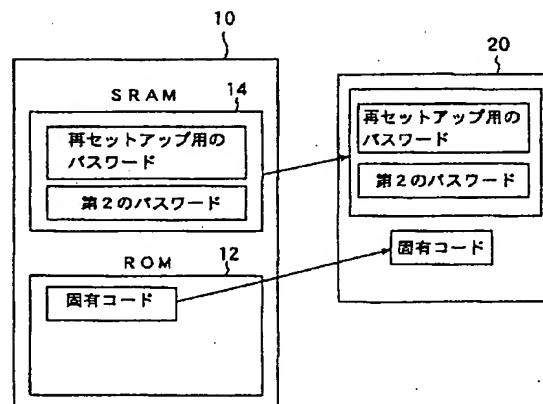 10
SRAM
14
再セットアップ用の
パスワード
第2のパスワード
ROM
12
固有コード
20
再セットアップ用の
パスワード
第2のパスワード
固有コード